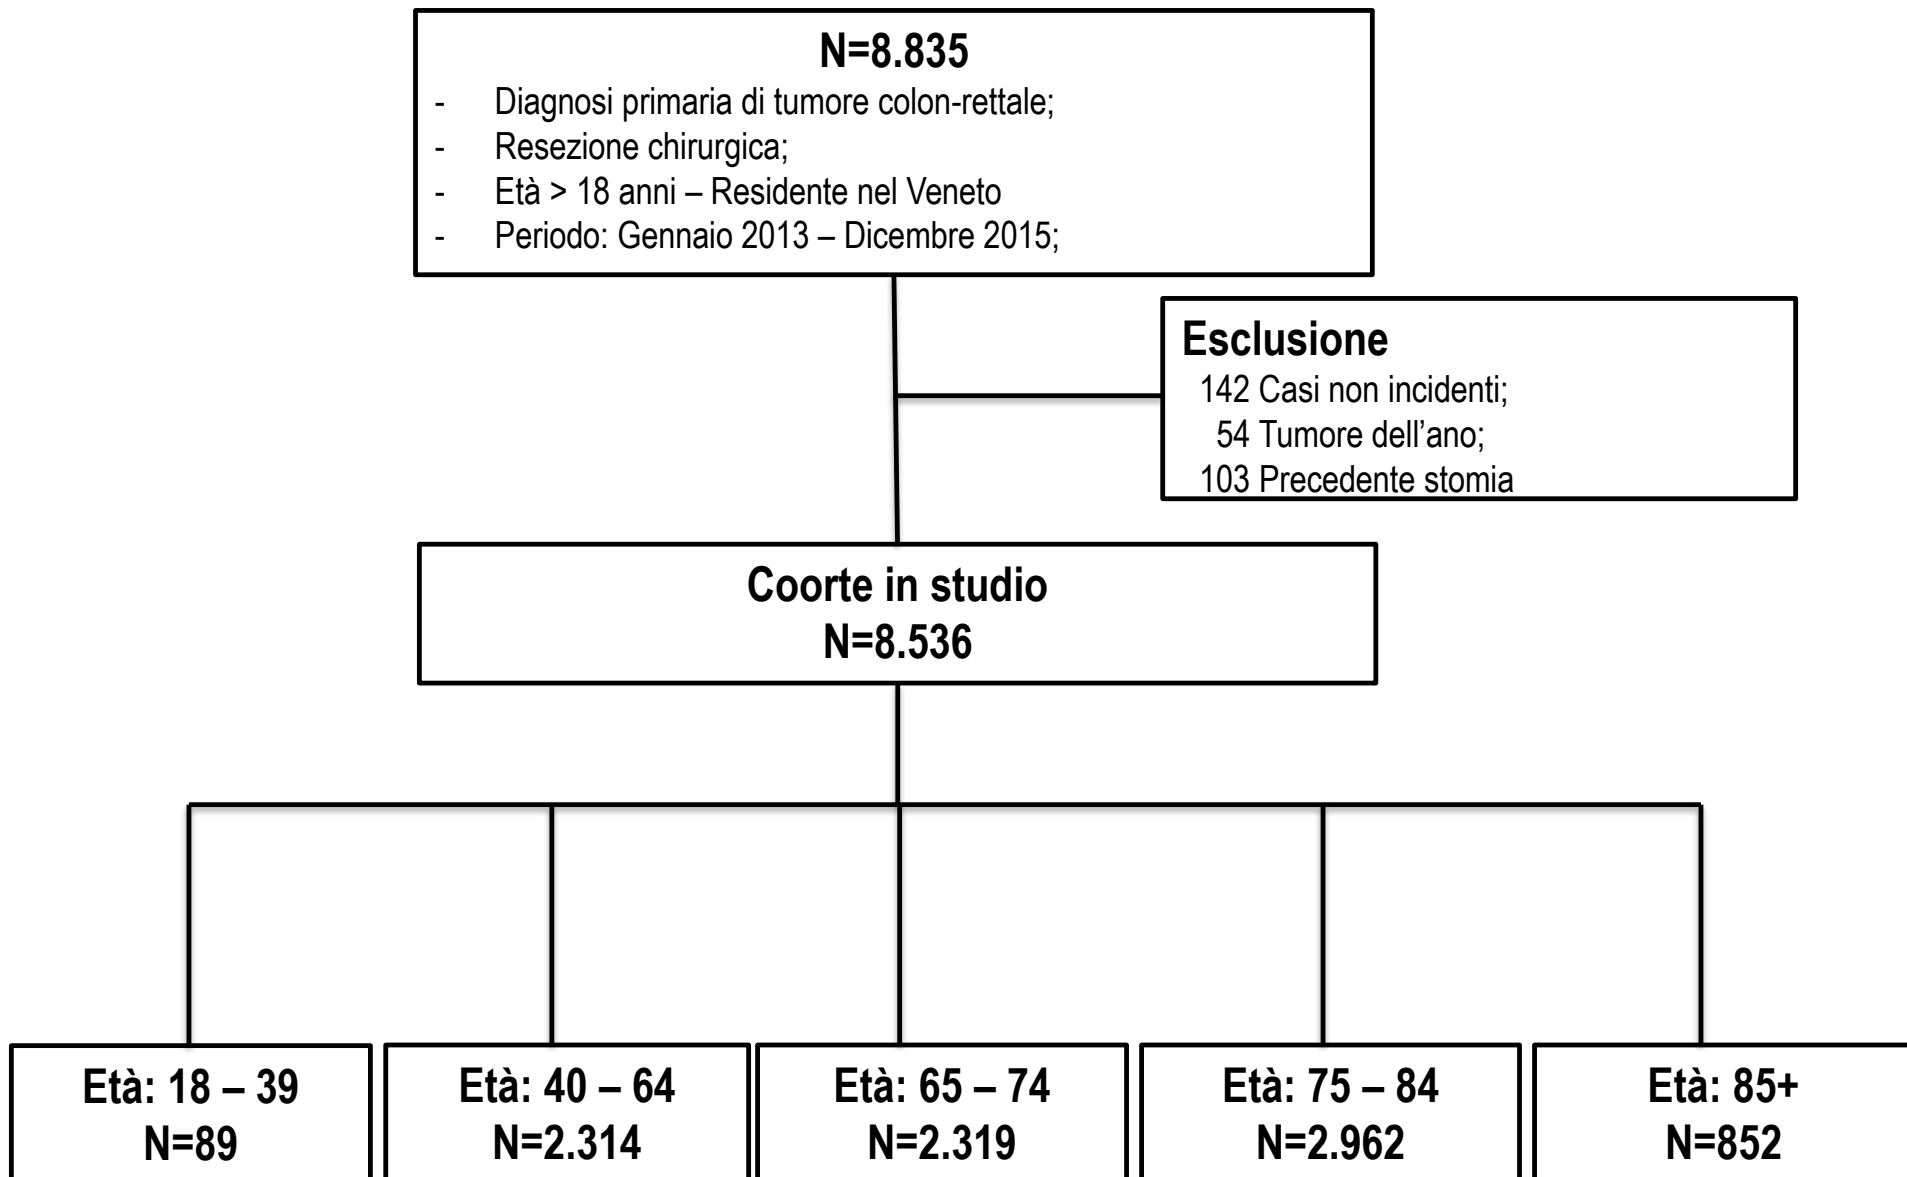 N=8.835
- Diagnosi primaria di tumore colon-rettale;
- Resezione chirurgica;
- Età > 18 anni – Residente nel Veneto
- Periodo: Gennaio 2013 – Dicembre 2015;
Esclusione
142 Casi non incidenti;
54 Tumore dell’ano;
103 Precedente stomia
Coorte in studio
N=8.536
Età: 18 – 39
N=89
Età: 40 – 64
N=2.314
Età: 65 – 74
N=2.319
Età: 75 – 84
N=2.962
Età: 85+
N=852